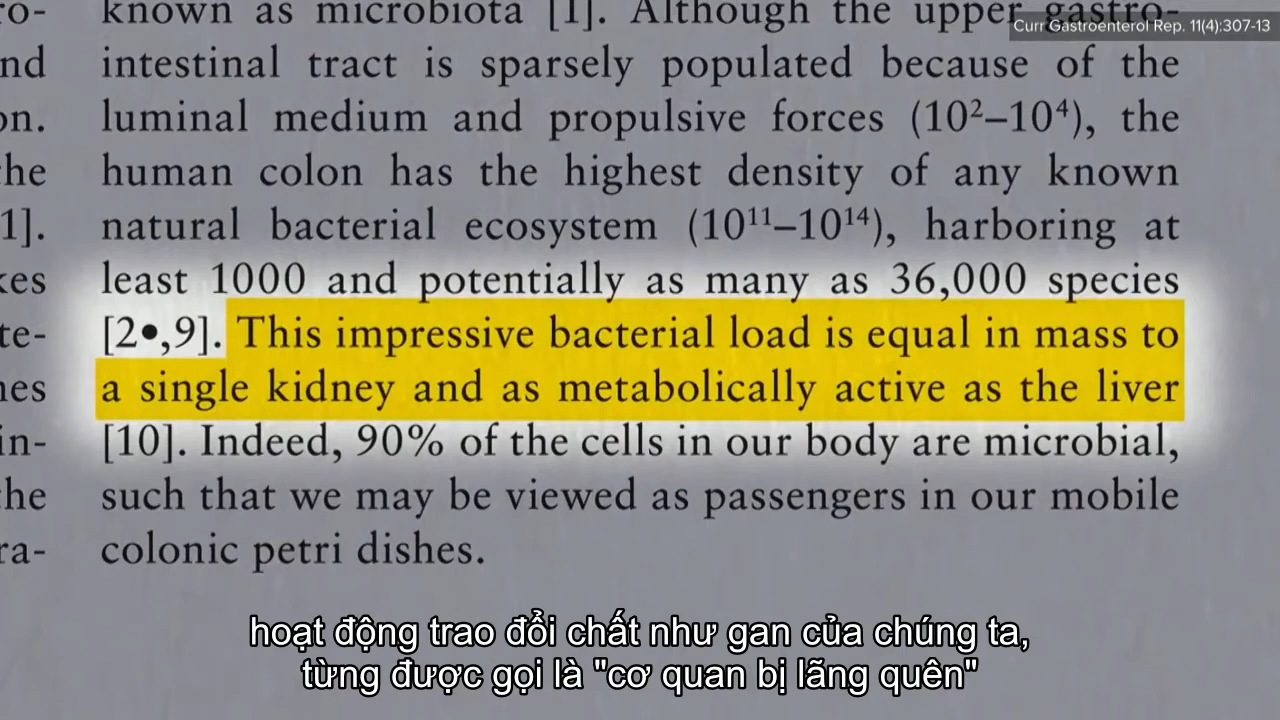 known as microbiota [1]. Although the upper gastro-
Curr Gastroenterol Rep. 11(4):307-13
intestinal tract is sparsely populated because of the
luminal medium and propulsive forces (10²–10⁴), the
human colon has the highest density of any known
natural bacterial ecosystem (10¹¹–10¹⁴), harboring at
least 1000 and potentially as many as 36,000 species
[2•,9]. This impressive bacterial load is equal in mass to
a single kidney and as metabolically active as the liver
[10]. Indeed, 90% of the cells in our body are microbial,
such that we may be viewed as passengers in our mobile
colonic petri dishes.
hoạt động trao đổi chất như gan của chúng ta,
từng được gọi là "cơ quan bị lãng quên"